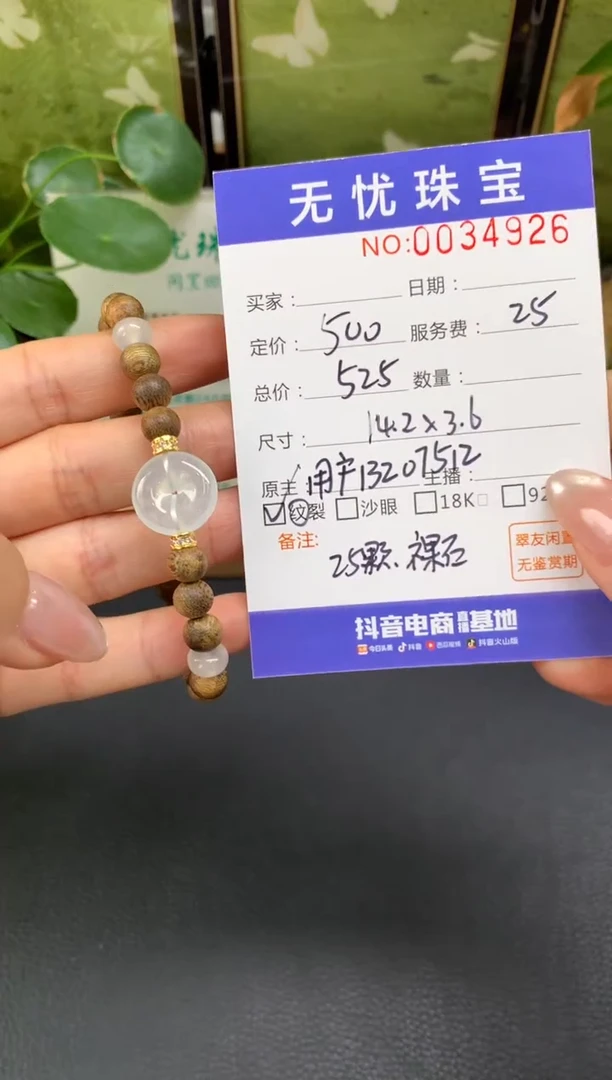 无忧珠宝
NO:0034926
买家: 日期:
定价: 500 服务费: 25
总价: 525 数量:
尺寸: 14.2×3.6
原主: 用户13207512 主播:
☑纹裂 □沙眼 □18K□ □92
备注: 25颗.裸石
翠友闲置
无鉴赏期
抖音电商直播基地
今日头条 抖音 西瓜视频 抖音火山版